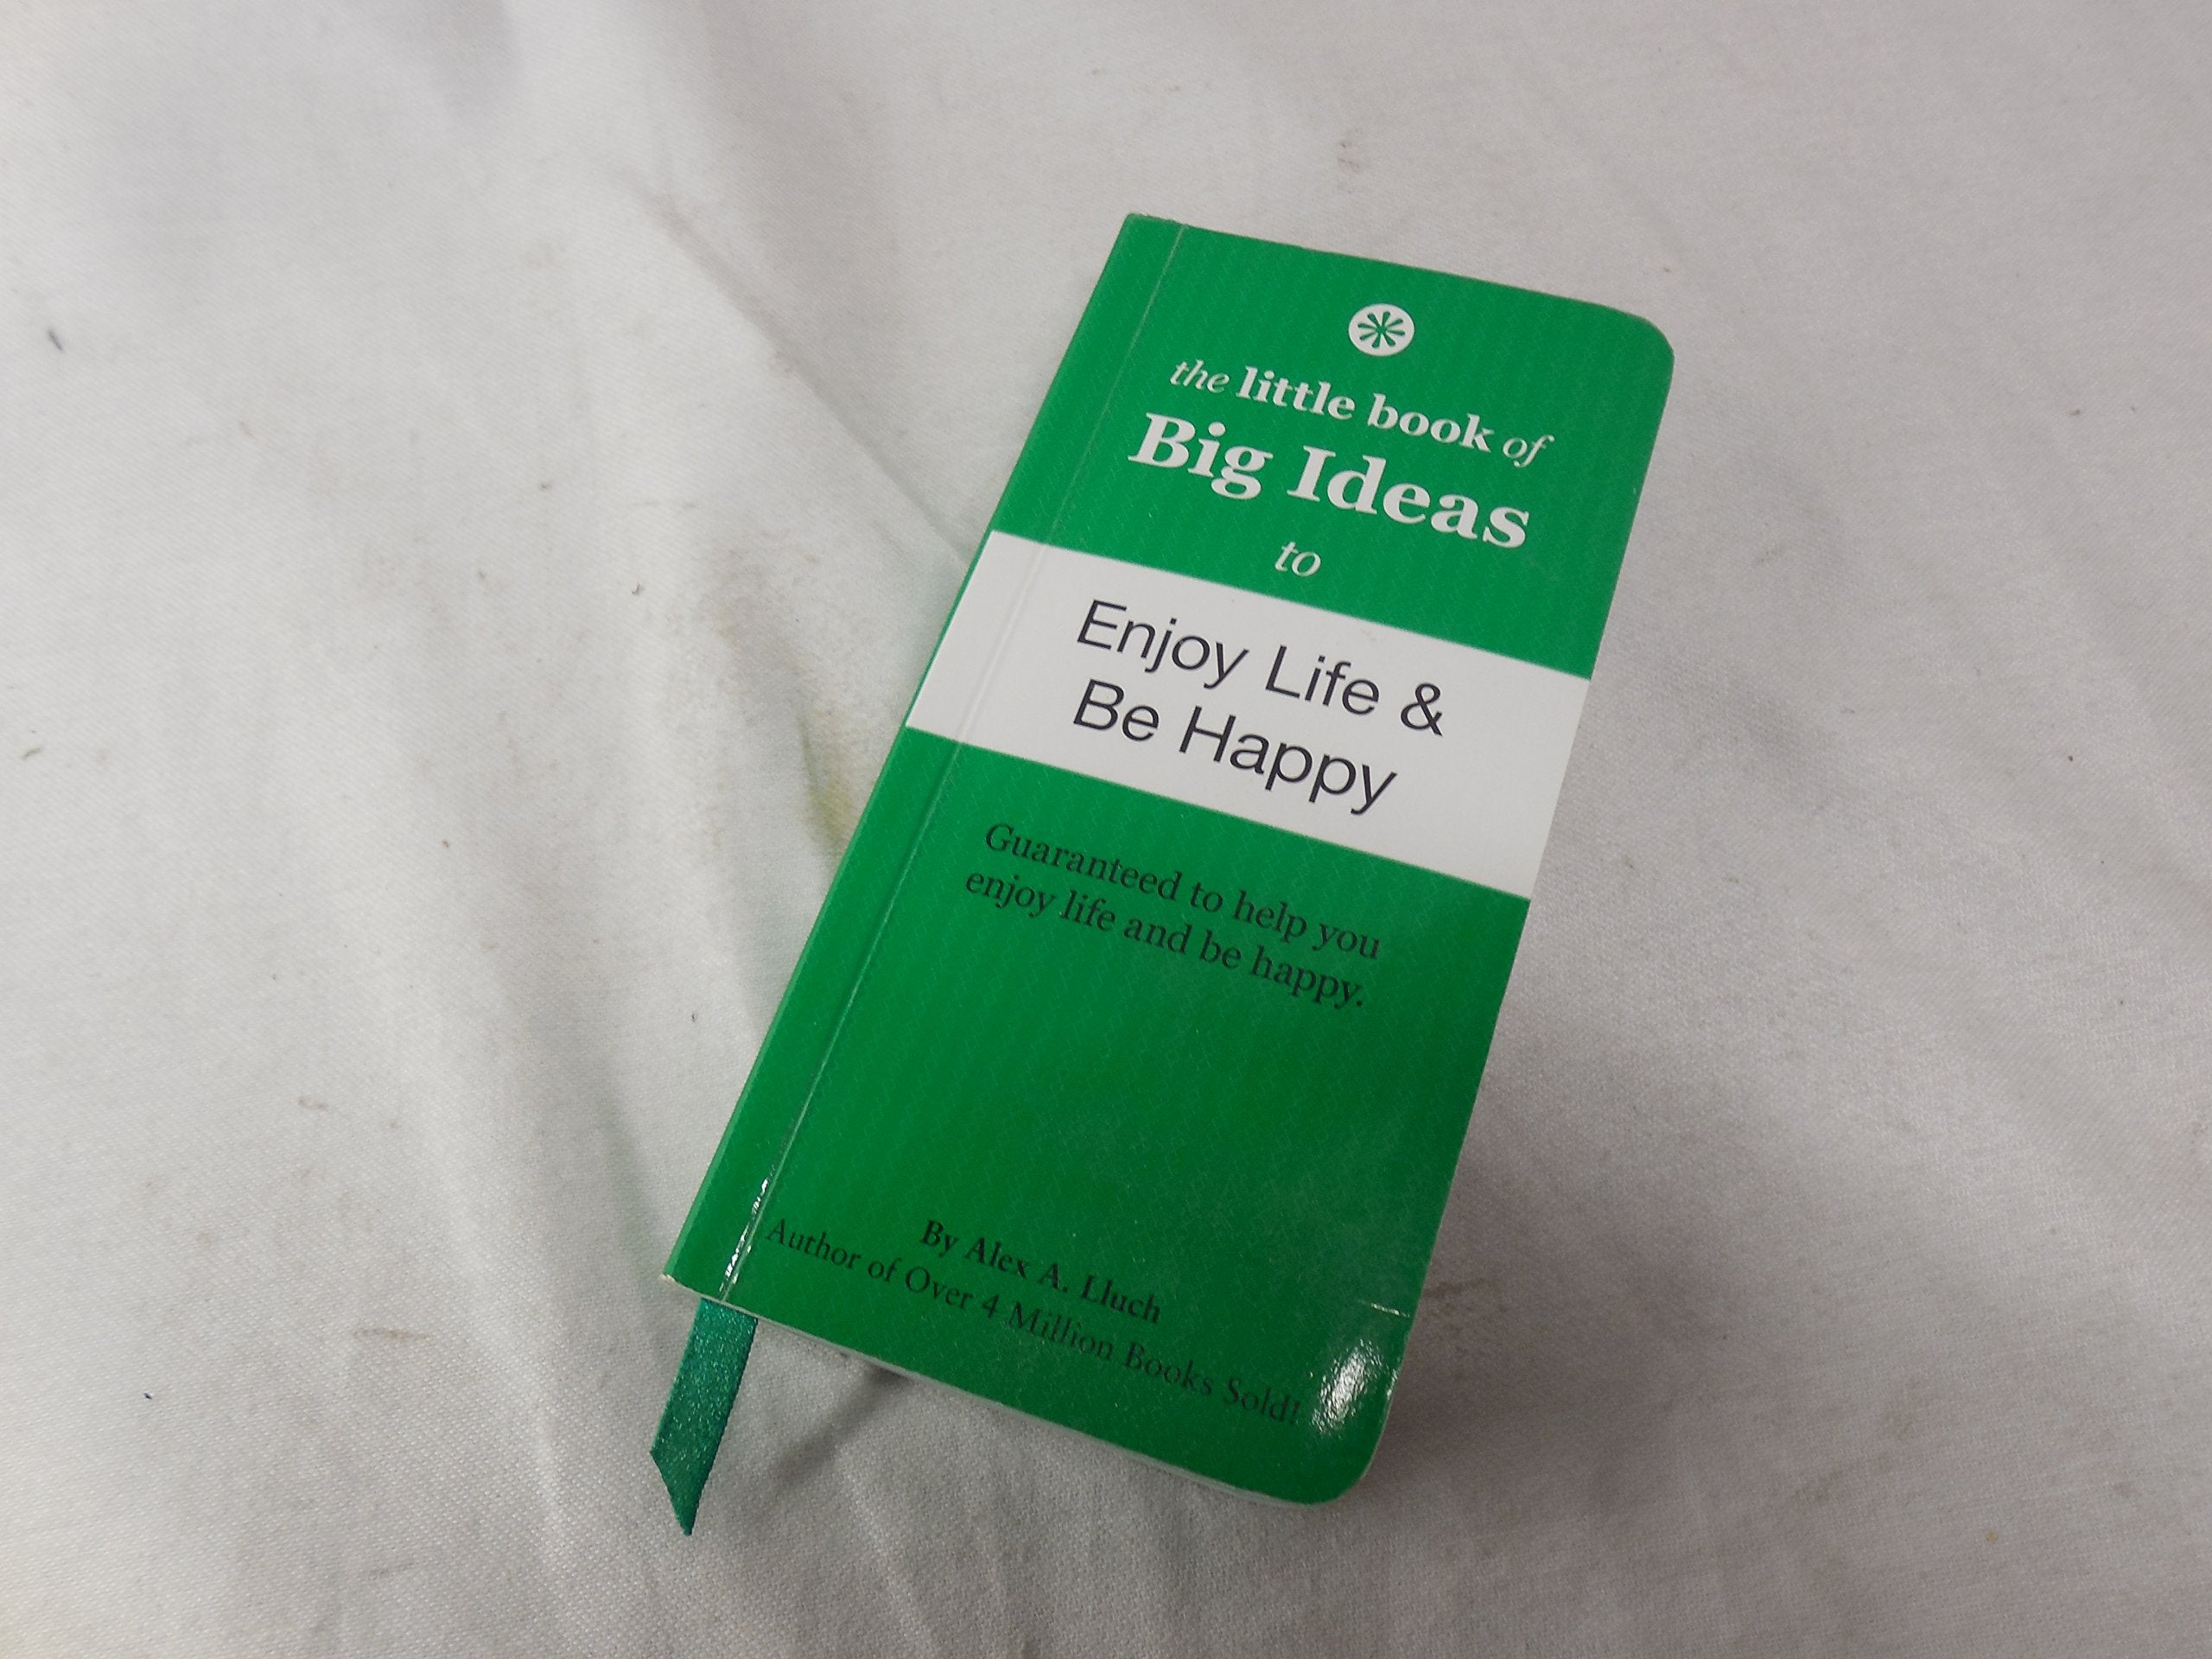 the little book of
Big Ideas
to
Enjoy Life &
Be Happy
Guaranteed to help you
enjoy life and be happy.
By Alex A. Lluch
Author of Over 4 Million Books Sold!